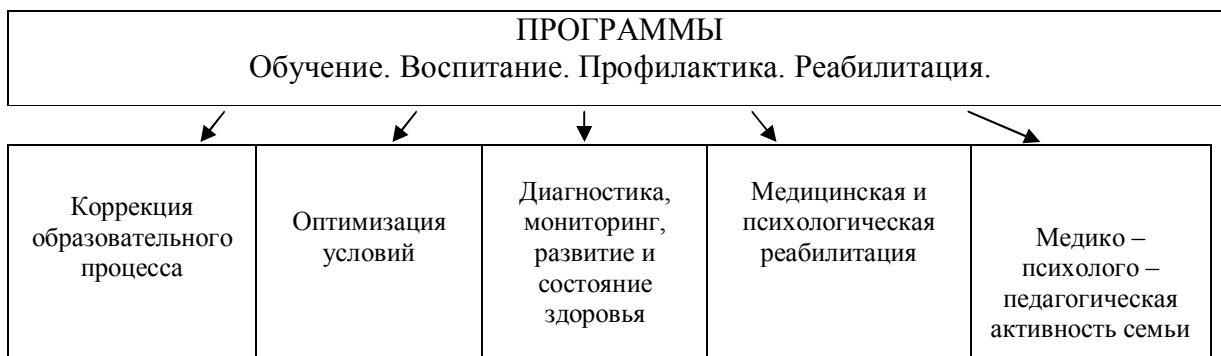 ПРОГРАММЫ
Обучение. Воспитание. Профилактика. Реабилитация.
Коррекция
образовательного
процесса
Оптимизация
условий
Диагностика,
мониторинг,
развитие и
состояние
здоровья
Медицинская и
психологическая
реабилитация
Медико –
психолого –
педагогическая
активность семьи